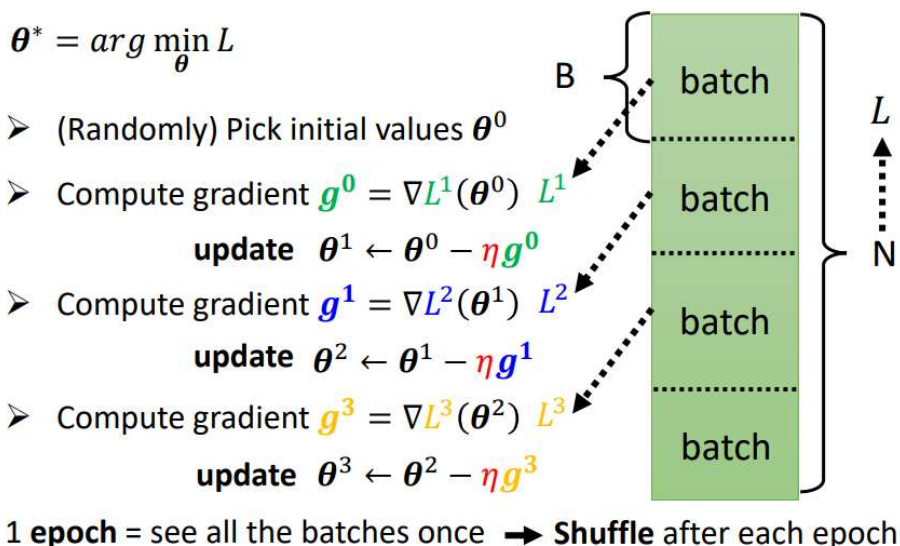 θ* = arg min L
θ
B
batch
L
➢ (Randomly) Pick initial values θ⁰
➢ Compute gradient g⁰ = ∇L¹(θ⁰) L¹
batch
update θ¹ ← θ⁰ − ηg⁰
N
➢ Compute gradient g¹ = ∇L²(θ¹) L²
batch
update θ² ← θ¹ − ηg¹
➢ Compute gradient g³ = ∇L³(θ²) L³
batch
update θ³ ← θ² − ηg³
1 epoch = see all the batches once → Shuffle after each epoch